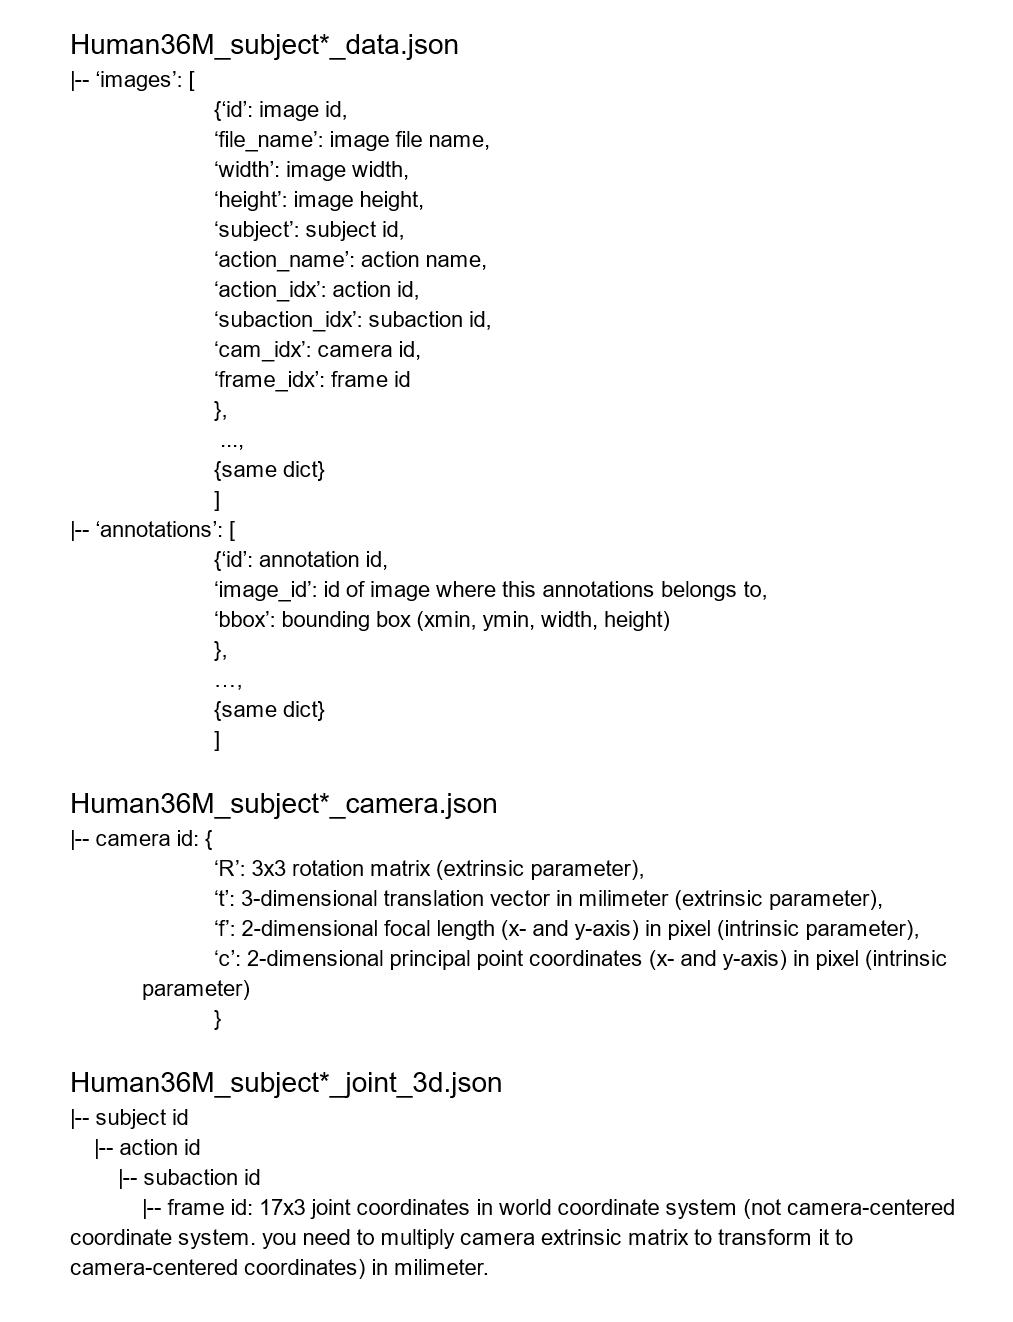 Human36M_subject*_data.json
|-- ‘images’: [
{‘id’: image id,
‘file_name’: image file name,
‘width’: image width,
‘height’: image height,
‘subject’: subject id,
‘action_name’: action name,
‘action_idx’: action id,
‘subaction_idx’: subaction id,
‘cam_idx’: camera id,
‘frame_idx’: frame id
},
...,
{same dict}
]
|-- ‘annotations’: [
{‘id’: annotation id,
‘image_id’: id of image where this annotations belongs to,
‘bbox’: bounding box (xmin, ymin, width, height)
},
…,
{same dict}
]
Human36M_subject*_camera.json
|-- camera id: {
‘R’: 3x3 rotation matrix (extrinsic parameter),
‘t’: 3-dimensional translation vector in milimeter (extrinsic parameter),
‘f’: 2-dimensional focal length (x- and y-axis) in pixel (intrinsic parameter),
‘c’: 2-dimensional principal point coordinates (x- and y-axis) in pixel (intrinsic
parameter)
}
Human36M_subject*_joint_3d.json
|-- subject id
|-- action id
|-- subaction id
|-- frame id: 17x3 joint coordinates in world coordinate system (not camera-centered
coordinate system. you need to multiply camera extrinsic matrix to transform it to
camera-centered coordinates) in milimeter.